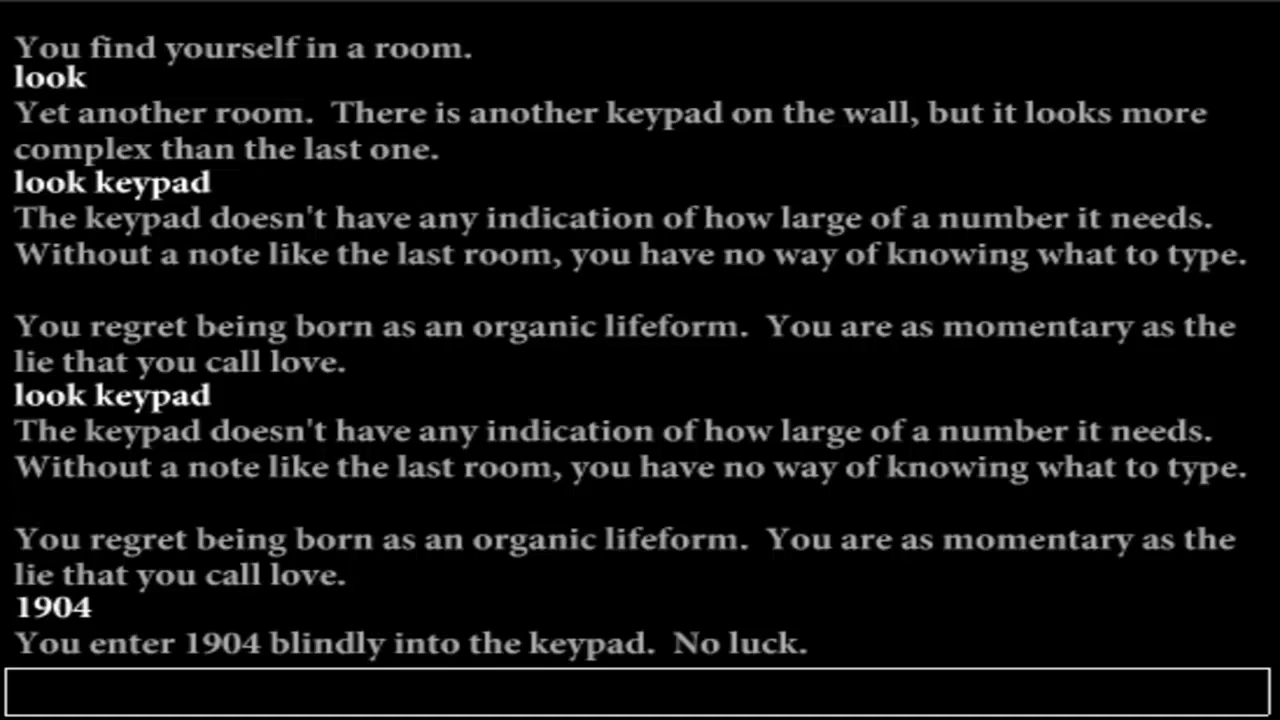 You find yourself in a room.
look
Yet another room.  There is another keypad on the wall, but it looks more
complex than the last one.
look keypad
The keypad doesn't have any indication of how large of a number it needs.
Without a note like the last room, you have no way of knowing what to type.
You regret being born as an organic lifeform.  You are as momentary as the
lie that you call love.
look keypad
The keypad doesn't have any indication of how large of a number it needs.
Without a note like the last room, you have no way of knowing what to type.
You regret being born as an organic lifeform.  You are as momentary as the
lie that you call love.
1904
You enter 1904 blindly into the keypad.  No luck.